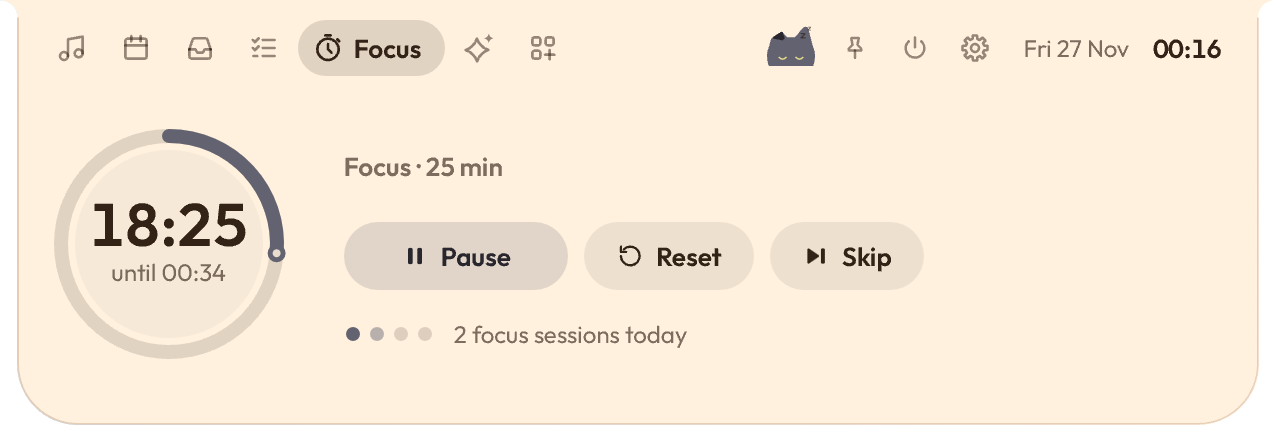 Focus
Fri 27 Nov 00:16
18:25
until 00:34
Focus · 25 min
Pause
Reset
Skip
2 focus sessions today